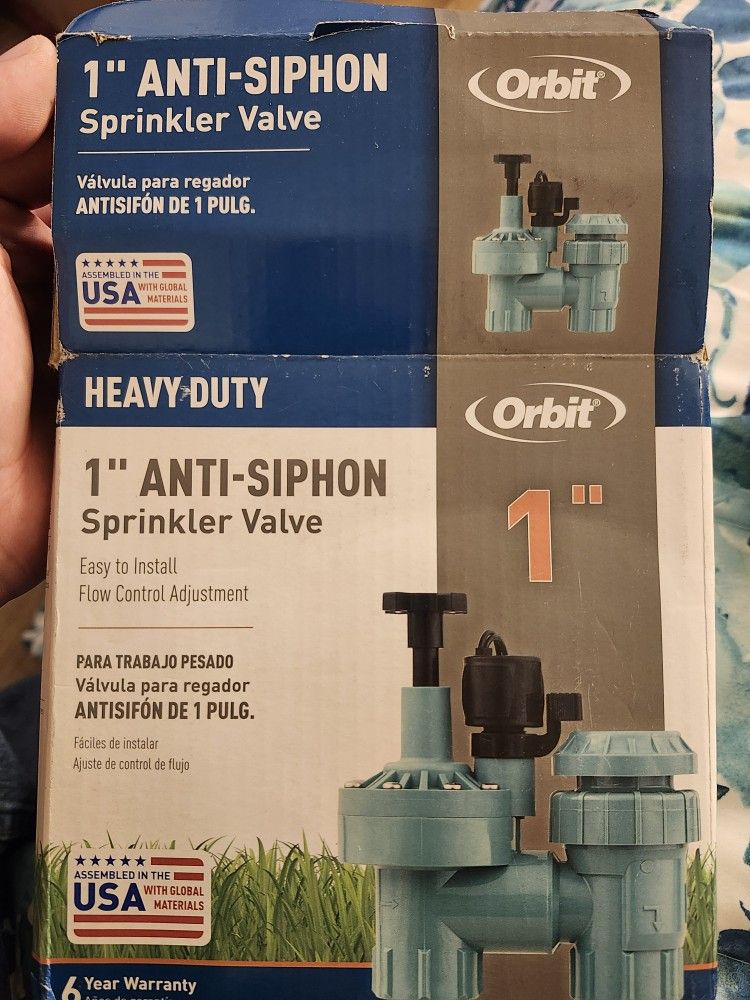 1" ANTI-SIPHON
Sprinkler Valve
Orbit®
Válvula para regador
ANTISIFÓN DE 1 PULG.
ASSEMBLED IN THE
USA WITH GLOBAL
MATERIALS
HEAVY DUTY
Orbit®
1" ANTI-SIPHON
Sprinkler Valve
1"
Easy to Install
Flow Control Adjustment
PARA TRABAJO PESADO
Válvula para regador
ANTISIFÓN DE 1 PULG.
Fáciles de instalar
Ajuste de control de flujo
ASSEMBLED IN THE
USA WITH GLOBAL
MATERIALS
6 Year Warranty
Años de garantía